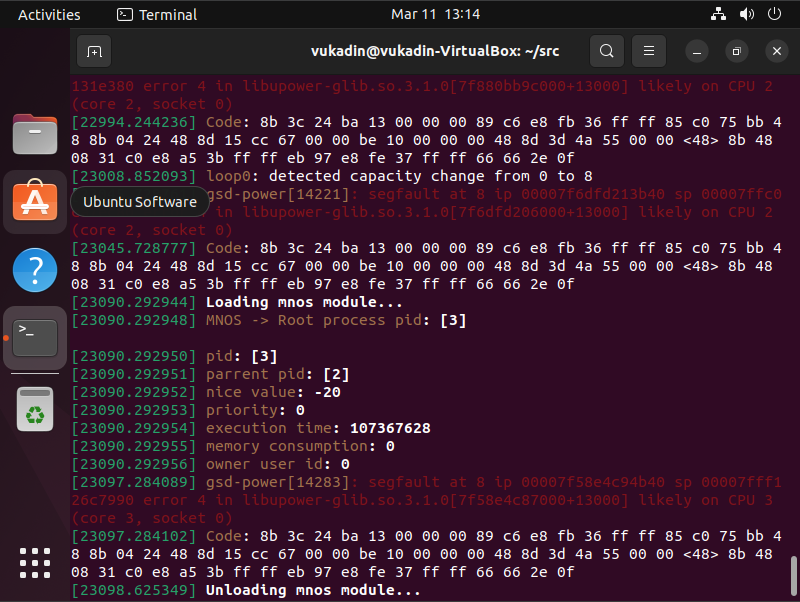 Activities
Terminal
Mar 11 13:14
vukadin@vukadin-VirtualBox: ~/src
131e380 error 4 in libupower-glib.so.3.1.0[7f880bb9c000+13000] likely on CPU 2
(core 2, socket 0)
[22994.244236] Code: 8b 3c 24 ba 13 00 00 00 89 c6 e8 fb 36 ff ff 85 c0 75 bb 4
8 8b 04 24 48 8d 15 cc 67 00 00 be 10 00 00 00 48 8d 3d 4a 55 00 00 <48> 8b 48
08 31 c0 e8 a5 3b ff ff eb 97 e8 fe 37 ff ff 66 66 2e 0f
[23008.852093] loop0: detected capacity change from 0 to 8
gsd-power[14221]: segfault at 8 ip 00007f6dfd213b40 sp 00007ffc0
Ubuntu Software
in libupower-glib.so.3.1.0[7f6dfd206000+13000] likely on CPU 2
(core 2, socket 0)
[23045.728777] Code: 8b 3c 24 ba 13 00 00 00 89 c6 e8 fb 36 ff ff 85 c0 75 bb 4
8 8b 04 24 48 8d 15 cc 67 00 00 be 10 00 00 00 48 8d 3d 4a 55 00 00 <48> 8b 48
08 31 c0 e8 a5 3b ff ff eb 97 e8 fe 37 ff ff 66 66 2e 0f
[23090.292944] Loading mnos module...
[23090.292948] MNOS -> Root process pid: [3]
[23090.292950] pid: [3]
[23090.292951] parrent pid: [2]
[23090.292952] nice value: -20
[23090.292953] priority: 0
[23090.292954] execution time: 107367628
[23090.292955] memory consumption: 0
[23090.292956] owner user id: 0
[23097.284089] gsd-power[14283]: segfault at 8 ip 00007f58e4c94b40 sp 00007fff1
26c7990 error 4 in libupower-glib.so.3.1.0[7f58e4c87000+13000] likely on CPU 3
(core 3, socket 0)
[23097.284102] Code: 8b 3c 24 ba 13 00 00 00 89 c6 e8 fb 36 ff ff 85 c0 75 bb 4
8 8b 04 24 48 8d 15 cc 67 00 00 be 10 00 00 00 48 8d 3d 4a 55 00 00 <48> 8b 48
08 31 c0 e8 a5 3b ff ff eb 97 e8 fe 37 ff ff 66 66 2e 0f
[23098.625349] Unloading mnos module...